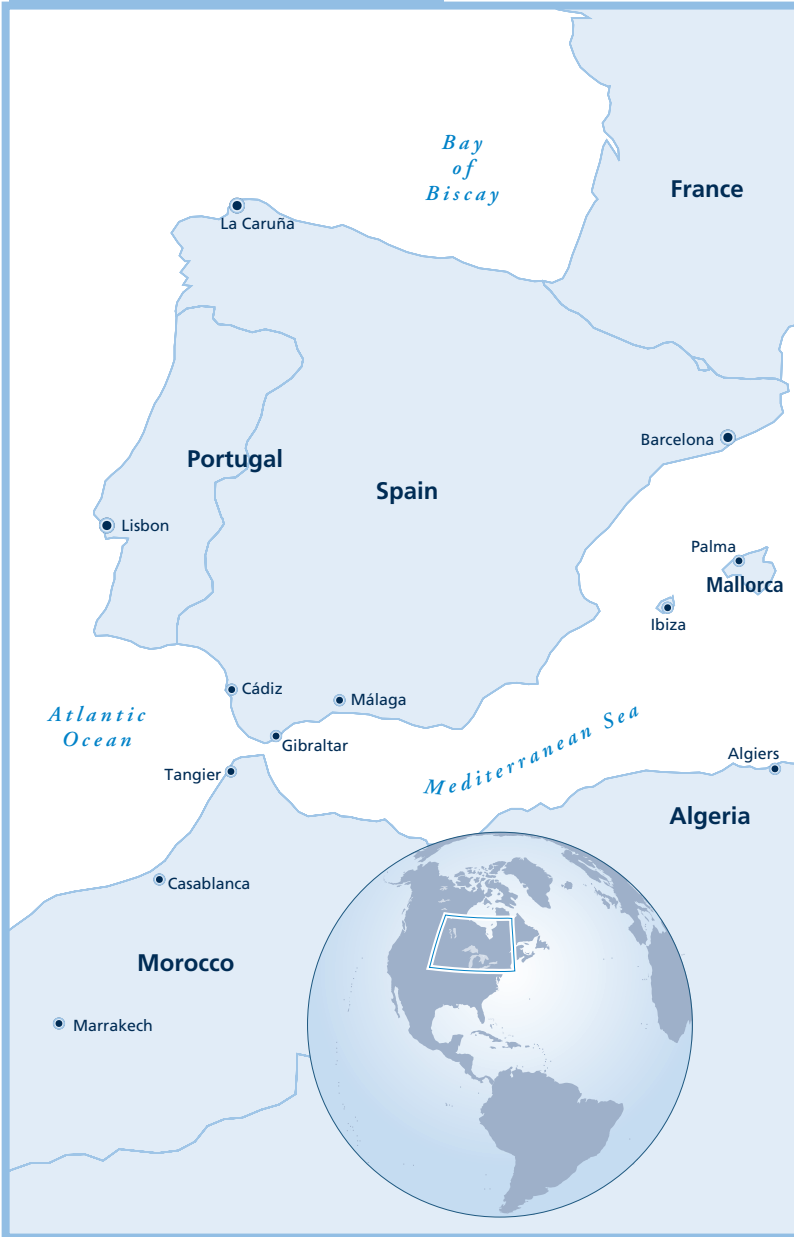 Bay
of
Biscay
France
La Caruña
Barcelona
Portugal
Spain
Lisbon
Palma
Mallorca
Ibiza
Cádiz
Málaga
Atlantic
Ocean
Gibraltar
Mediterranean Sea
Tangier
Algiers
Algeria
Casablanca
Morocco
Marrakech